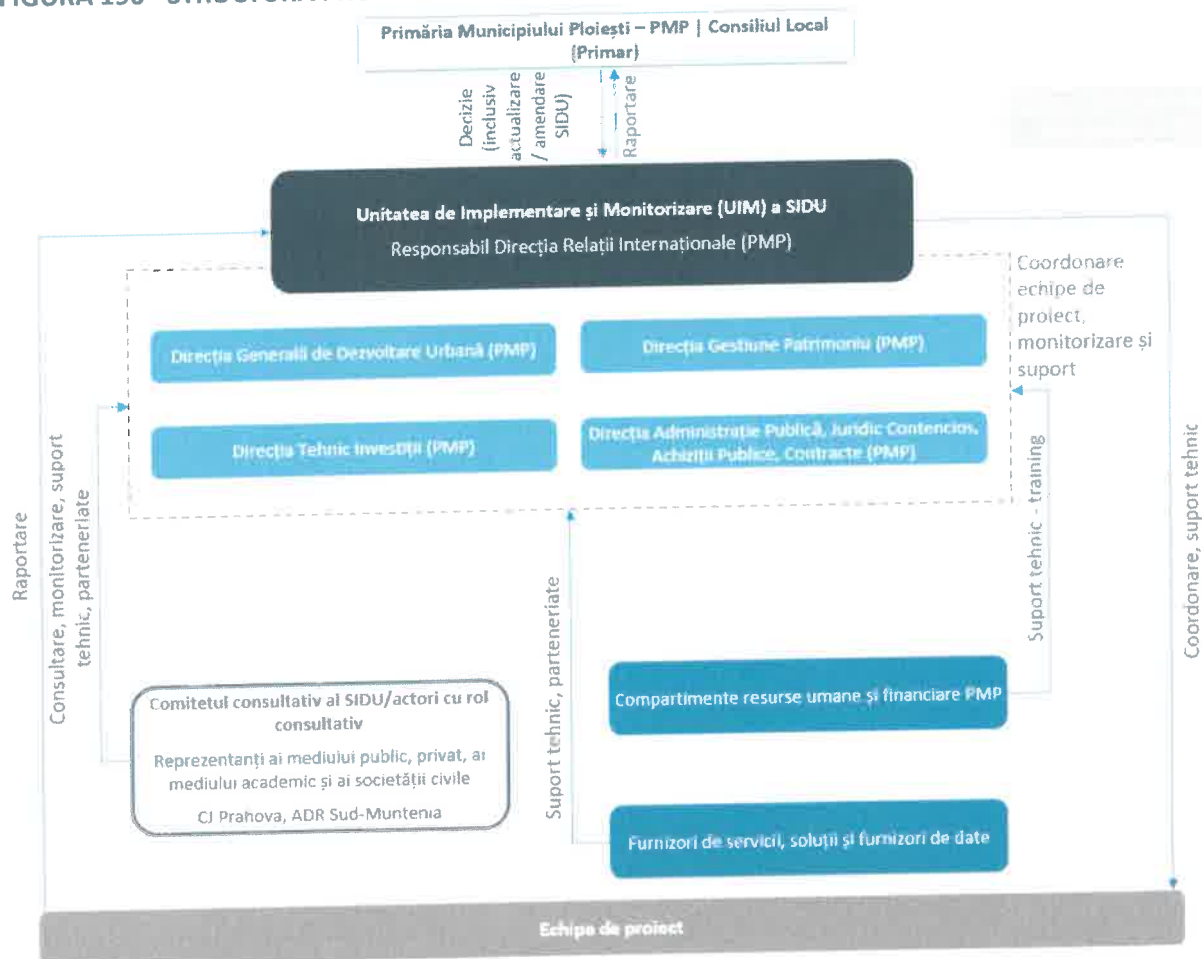 Primăria Municipiului Ploiești – PMP | Consiliul Local
(Primar)
Decizie
(inclusiv
actualizare
/ amendare
SIDU)
Raportare
Unitatea de Implementare și Monitorizare (UIM) a SIDU
Responsabil Direcția Relații Internaționale (PMP)
Coordonare
echipe de
proiect,
monitorizare și
suport
Direcția Generală de Dezvoltare Urbană (PMP)
Direcția Gestiune Patrimoniu (PMP)
Direcția Tehnic Investiții (PMP)
Direcția Administrație Publică, Juridic Contencios,
Achiziții Publice, Contracte (PMP)
Raportare
Consultare, monitorizare, suport
tehnic, parteneriate
Suport tehnic, parteneriate
Suport tehnic - training
Coordonare, suport tehnic
Comitetul consultativ al SIDU/actori cu rol
consultativ
Reprezentanți ai mediului public, privat, ai
mediului academic și ai societății civile
CJ Prahova, ADR Sud-Muntenia
Compartimente resurse umane și financiare PMP
Furnizori de servicii, soluții și furnizori de date
Echipe de proiect